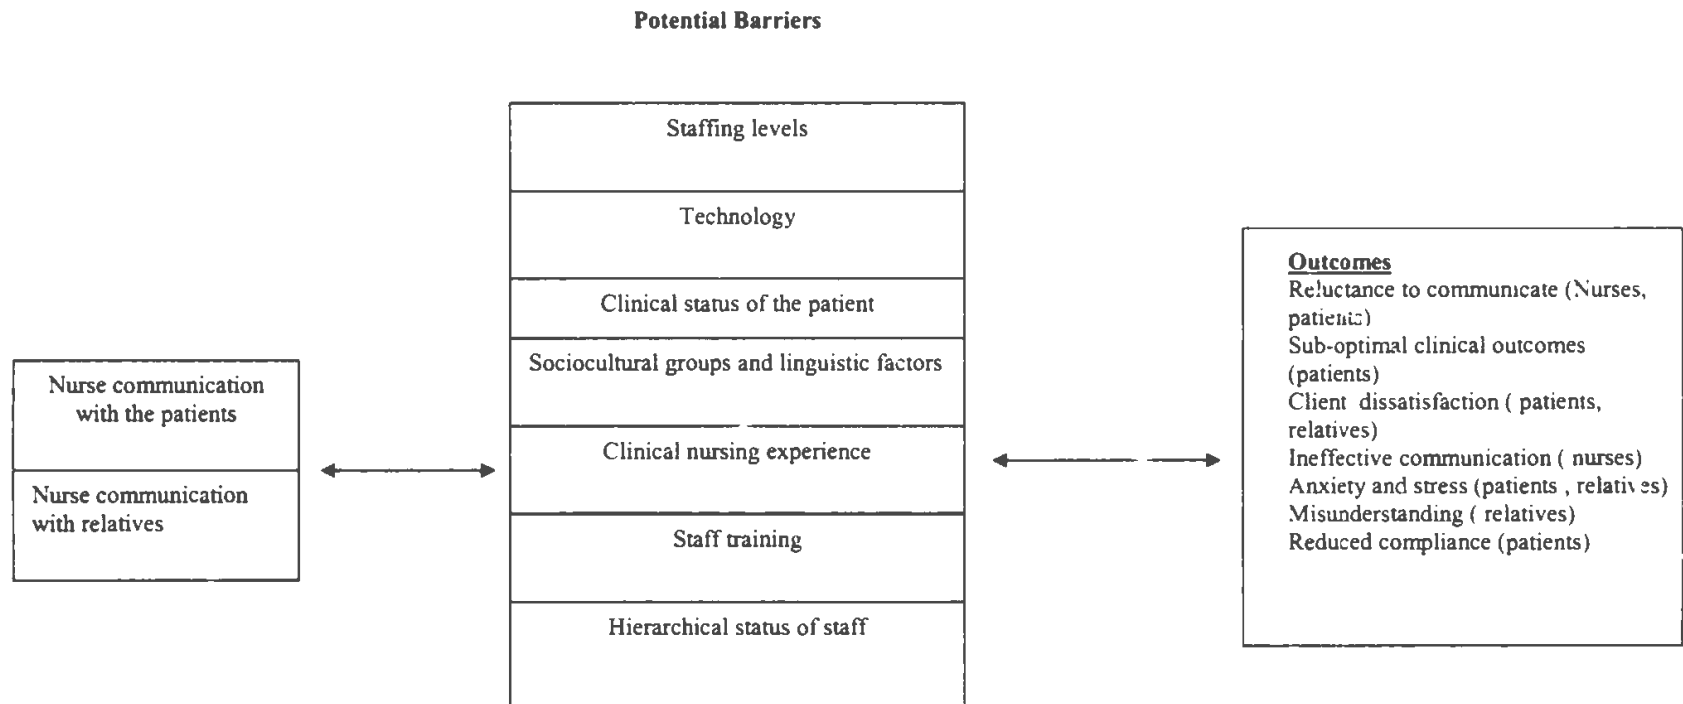 Potential Barriers
Nurse communication
with the patients
Nurse communication
with relatives
Staffing levels
Technology
Clinical status of the patient
Sociocultural groups and linguistic factors
Clinical nursing experience
Staff training
Hierarchical status of staff
Outcomes
Reluctance to communicate (Nurses,
patients)
Sub-optimal clinical outcomes
(patients)
Client dissatisfaction ( patients,
relatives)
Ineffective communication ( nurses)
Anxiety and stress (patients , relatives)
Misunderstanding ( relatives)
Reduced compliance (patients)